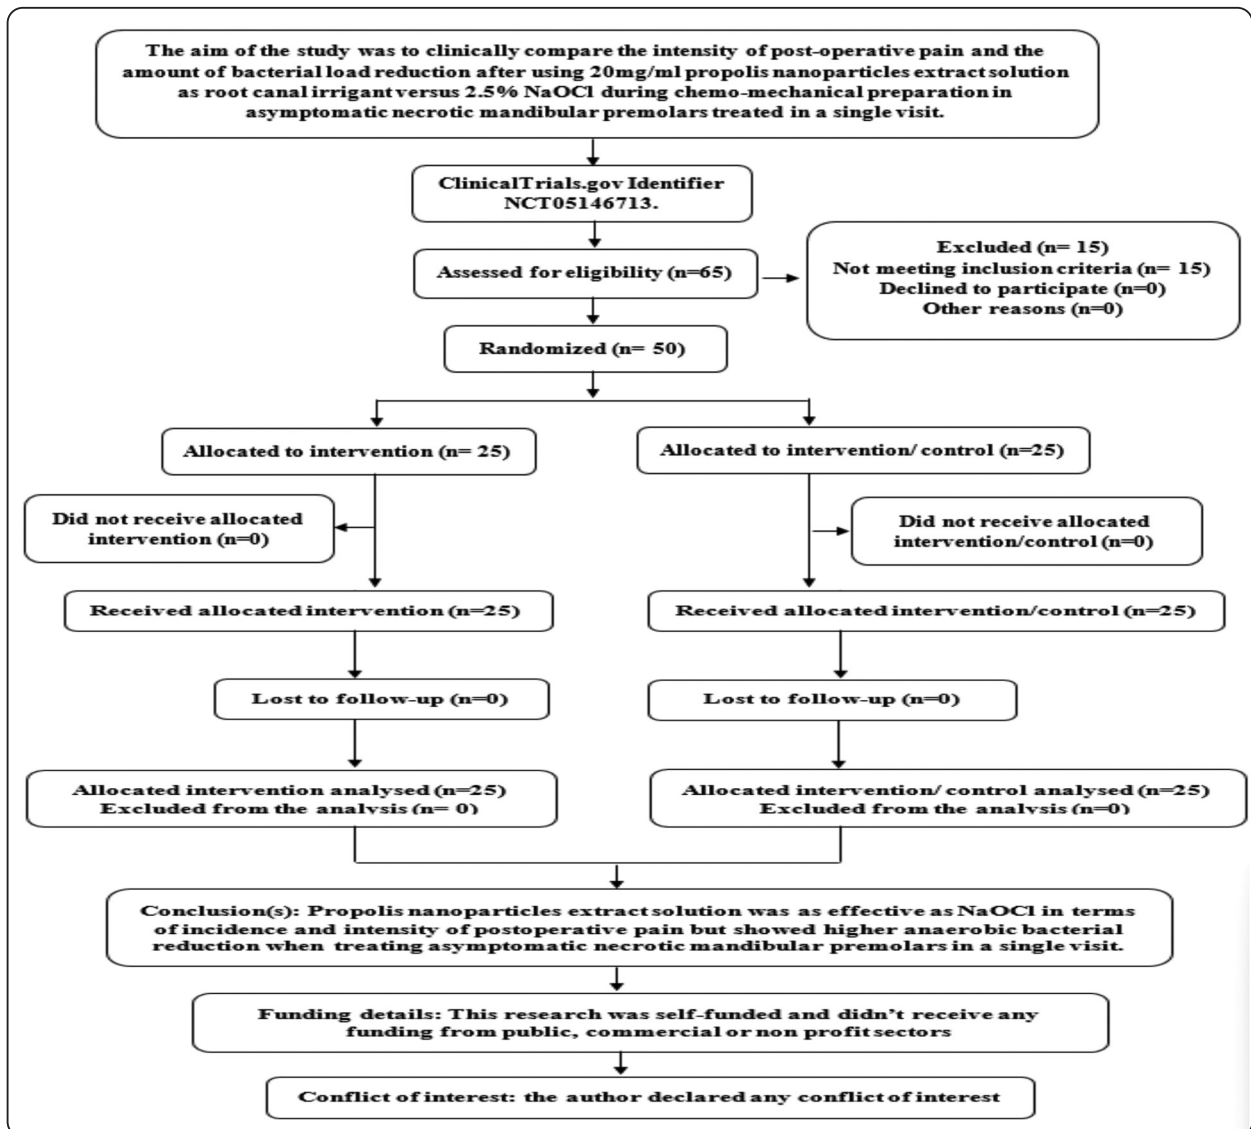 The aim of the study was to clinically compare the intensity of post-operative pain and the
amount of bacterial load reduction after using 20mg/ml propolis nanoparticles extract solution
as root canal irrigant versus 2.5% NaOCl during chemo-mechanical preparation in
asymptomatic necrotic mandibular premolars treated in a single visit.
ClinicalTrials.gov Identifier
NCT05146713.
Assessed for eligibility (n=65)
Excluded (n= 15)
Not meeting inclusion criteria (n= 15)
Declined to participate (n=0)
Other reasons (n=0)
Randomized (n= 50)
Allocated to intervention (n= 25)
Allocated to intervention/ control (n=25)
Did not receive allocated
intervention (n=0)
Did not receive allocated
intervention/control (n=0)
Received allocated intervention (n=25)
Received allocated intervention/control (n=25)
Lost to follow-up (n=0)
Lost to follow-up (n=0)
Allocated intervention analysed (n=25)
Excluded from the analysis (n= 0)
Allocated intervention/ control analysed (n=25)
Excluded from the analysis (n=0)
Conclusion(s): Propolis nanoparticles extract solution was as effective as NaOCl in terms
of incidence and intensity of postoperative pain but showed higher anaerobic bacterial
reduction when treating asymptomatic necrotic mandibular premolars in a single visit.
Funding details: This research was self-funded and didn't receive any
funding from public, commercial or non profit sectors
Conflict of interest: the author declared any conflict of interest